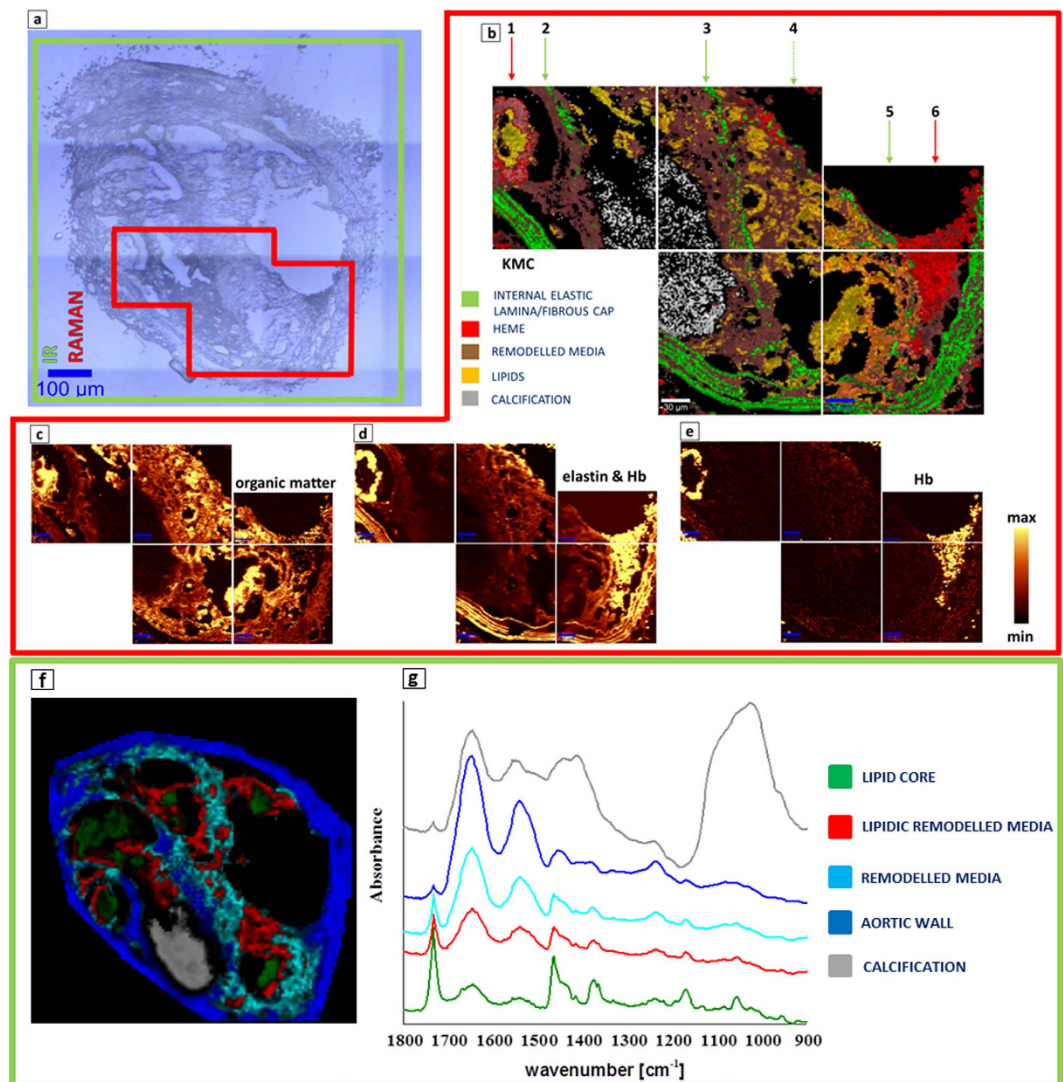 a
IR
RAMAN
100 µm
b
1 2 3 4
5 6
KMC
INTERNAL ELASTIC
LAMINA/FIBROUS CAP
HEME
REMODELLED MEDIA
LIPIDS
CALCIFICATION
30 µm
c
organic matter
d
elastin & Hb
e
Hb
max
min
f
g
Absorbance
1800 1700 1600 1500 1400 1300 1200 1100 1000 900
wavenumber [cm⁻¹]
LIPID CORE
LIPIDIC REMODELLED MEDIA
REMODELLED MEDIA
AORTIC WALL
CALCIFICATION